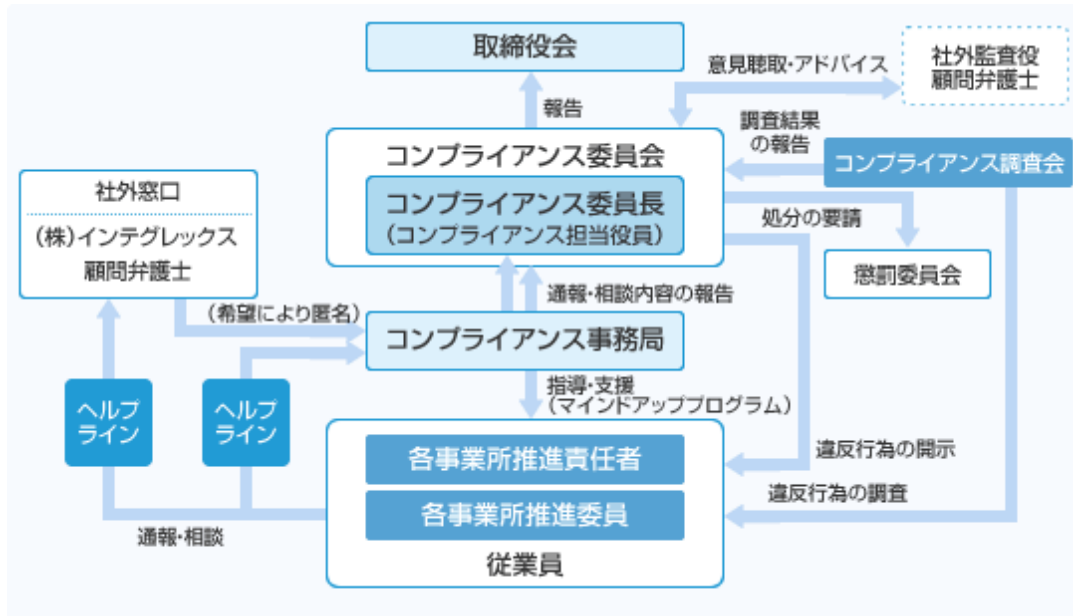 取締役会
意見聴取・アドバイス
社外監査役
顧問弁護士
報告
調査結果
の報告
コンプライアンス委員会
コンプライアンス調査会
コンプライアンス委員長
(コンプライアンス担当役員)
処分の要請
懲罰委員会
社外窓口
(株)インテグレックス
顧問弁護士
通報・相談内容の報告
(希望により匿名)
コンプライアンス事務局
指導・支援
(マインドアッププログラム)
ヘルプ
ライン
ヘルプ
ライン
各事業所推進責任者
違反行為の開示
各事業所推進委員
違反行為の調査
従業員
通報・相談